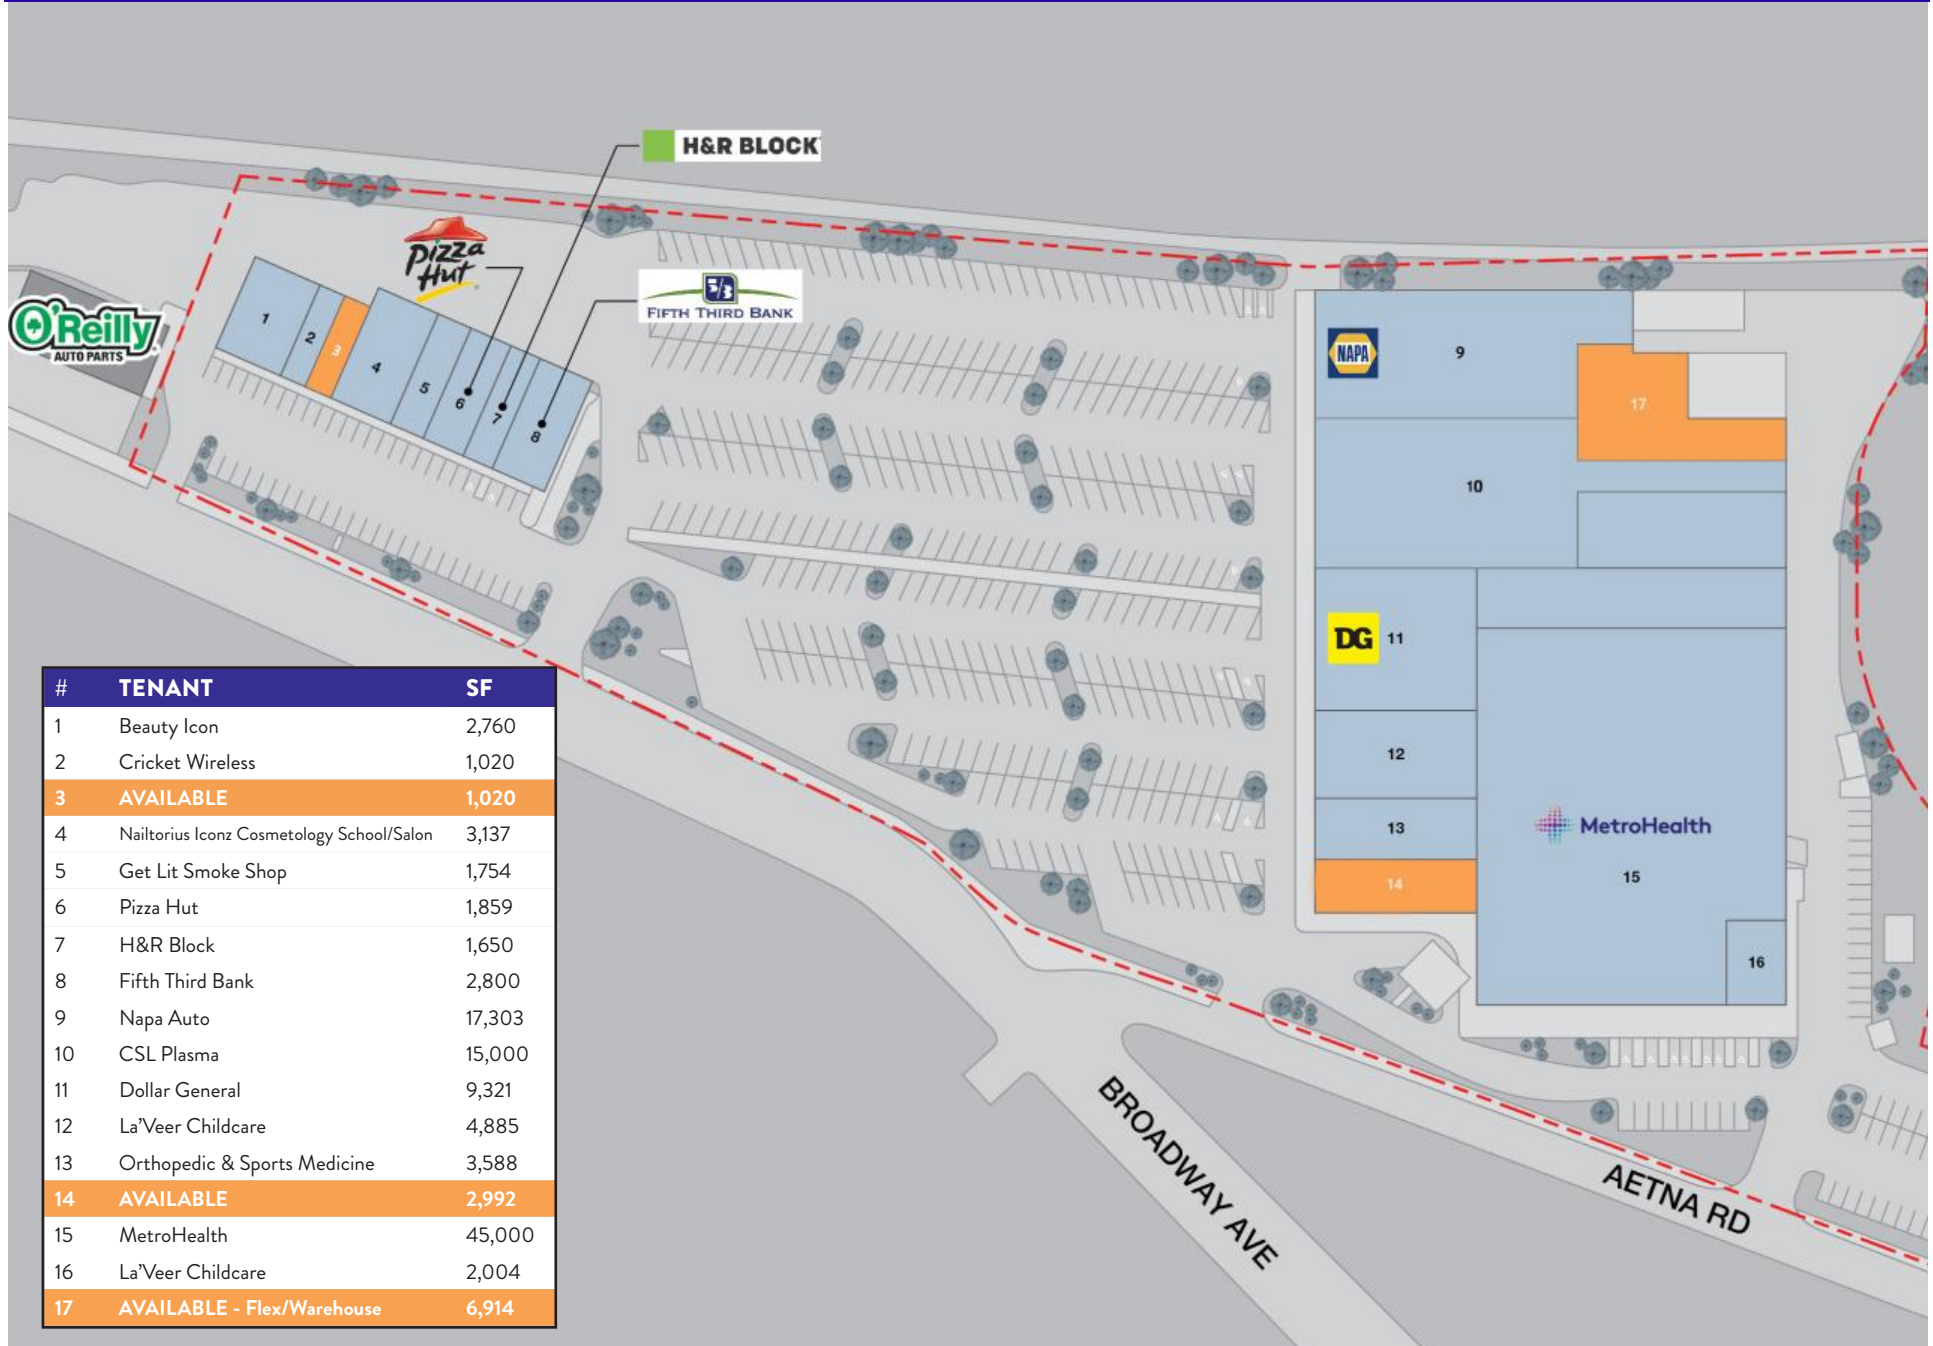 H&R BLOCK
Pizza
Hut
5/3
FIFTH THIRD BANK
O'Reilly
AUTO PARTS
1
2
3
4
5
6
7
8
NAPA
9
17
10
DG
11
12
13
MetroHealth
14
15
16
BROADWAY AVE
AETNA RD
# TENANT SF
1 Beauty Icon 2,760
2 Cricket Wireless 1,020
3 AVAILABLE 1,020
4 Nailtorius Iconz Cosmetology School/Salon 3,137
5 Get Lit Smoke Shop 1,754
6 Pizza Hut 1,859
7 H&R Block 1,650
8 Fifth Third Bank 2,800
9 Napa Auto 17,303
10 CSL Plasma 15,000
11 Dollar General 9,321
12 La'Veer Childcare 4,885
13 Orthopedic & Sports Medicine 3,588
14 AVAILABLE 2,992
15 MetroHealth 45,000
16 La'Veer Childcare 2,004
17 AVAILABLE - Flex/Warehouse 6,914